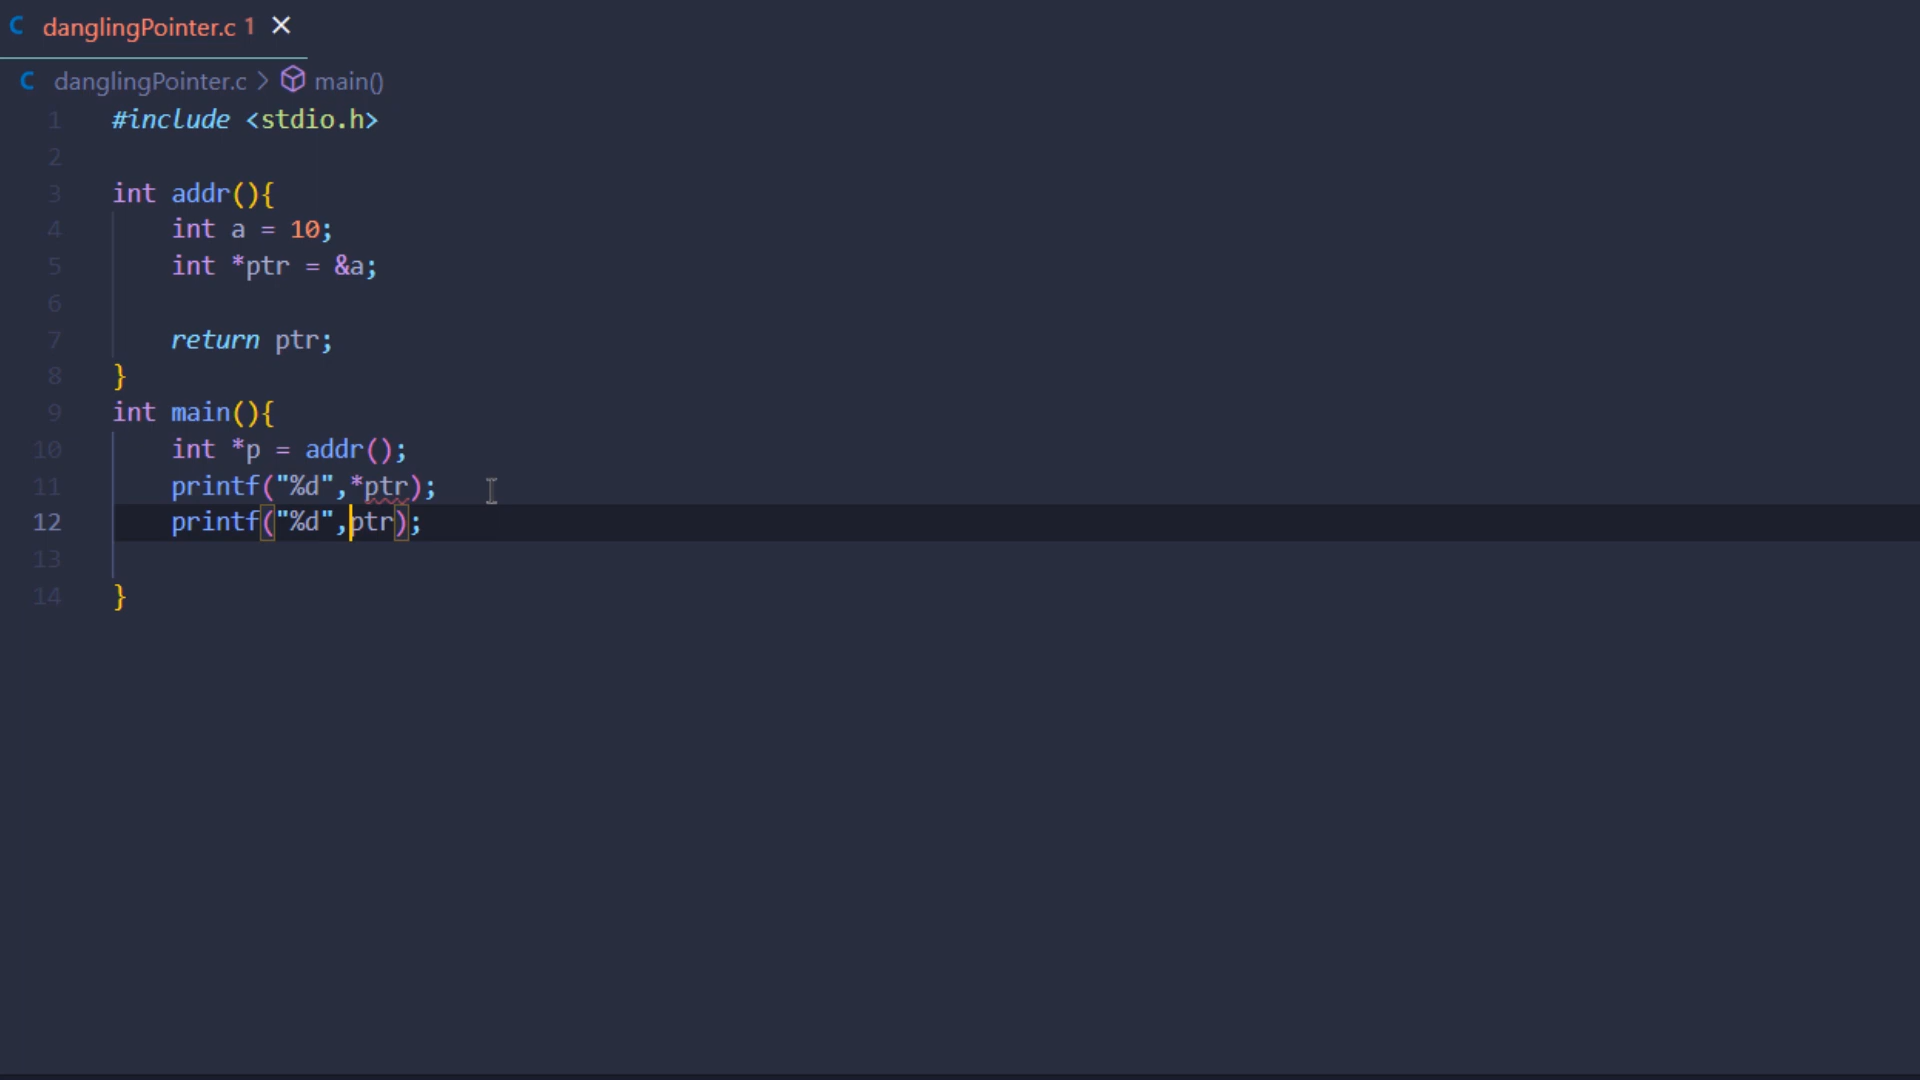 C danglingPointer.c 1 ×
C danglingPointer.c > main()
1 #include <stdio.h>
2
3 int addr(){
4 int a = 10;
5 int *ptr = &a;
6
7 return ptr;
8 }
9 int main(){
10 int *p = addr();
11 printf("%d",*ptr);
12 printf("%d",ptr);
13
14 }